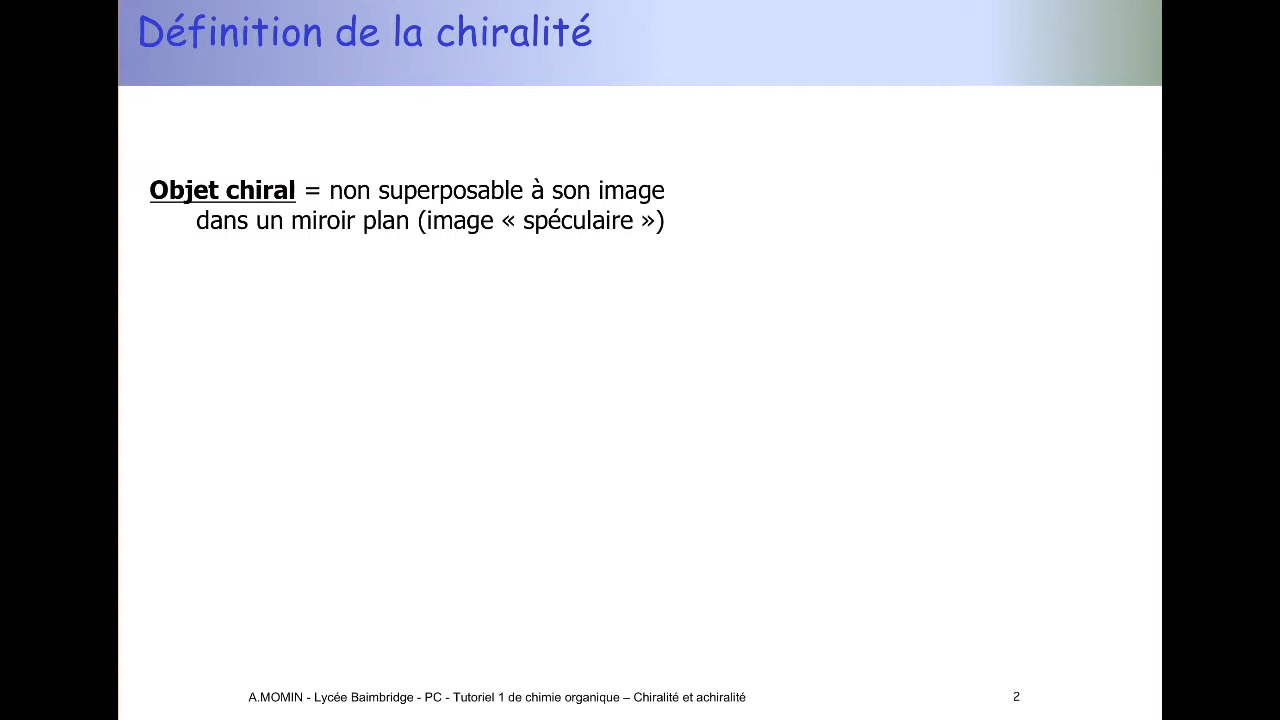 Définition de la chiralité
Objet chiral = non superposable à son image
dans un miroir plan (image « spéculaire »)
A.MOMIN - Lycée Baimbridge - PC - Tutoriel 1 de chimie organique – Chiralité et achiralité
2